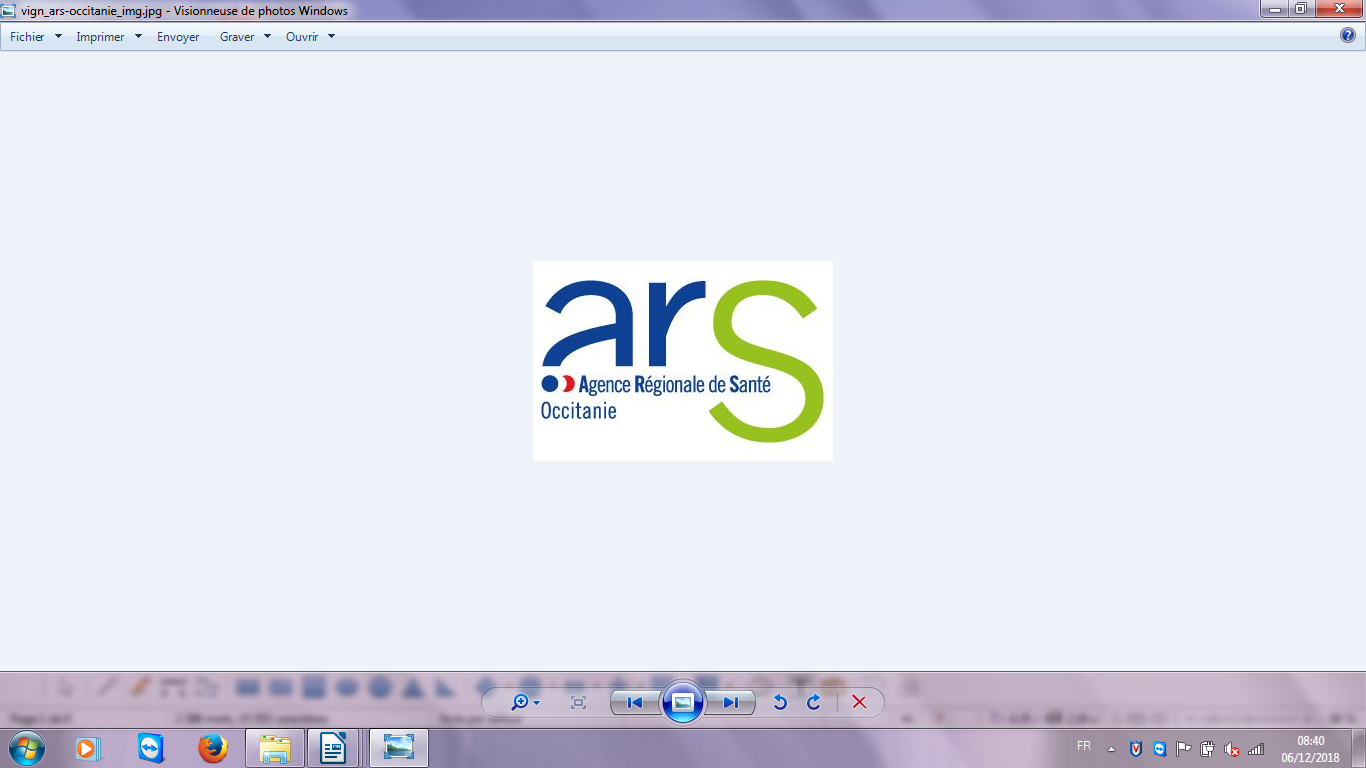 vign_ars-occitanie_img.jpg - Visionneuse de photos Windows
Fichier Imprimer Envoyer Graver Ouvrir
ars
Agence Régionale de Santé
Occitanie
FR
08:40
06/12/2018